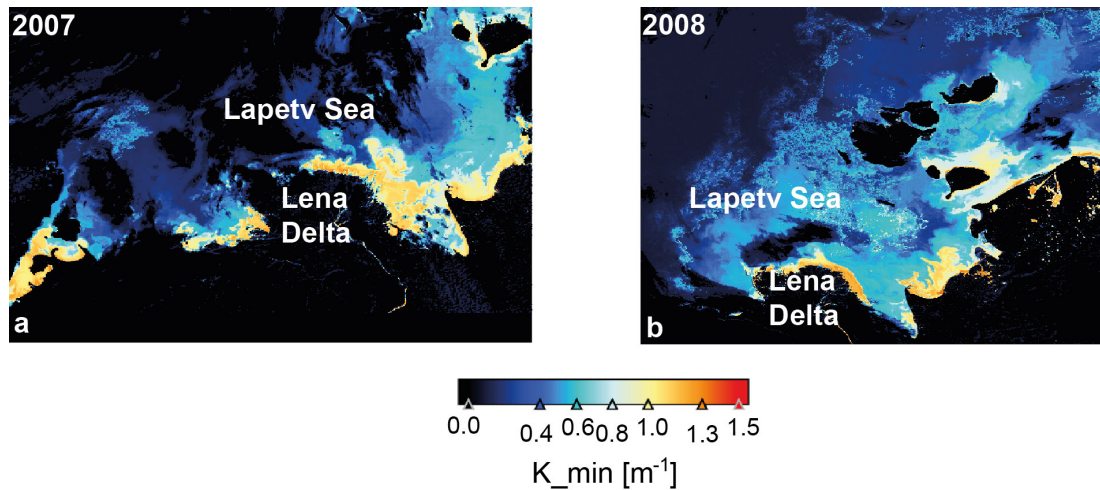 2007
Lapetv Sea
Lena
Delta
a
2008
Lapetv Sea
Lena
Delta
b
0.0 0.4 0.6 0.8 1.0 1.3 1.5
K_min [m⁻¹]